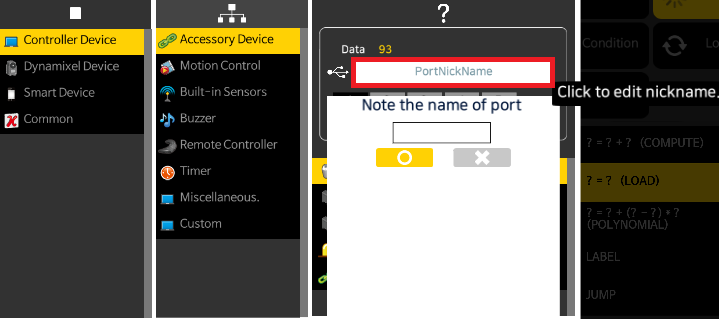 Controller Device
Dynamixel Device
Smart Device
Common
Accessory Device
Motion Control
Built-in Sensors
Buzzer
Remote Controller
Timer
Miscellaneous.
Custom
?
Data 93
PortNickName
Click to edit nickname.
Note the name of port
Condition
Lo
? = ? + ? (COMPUTE)
? = ? (LOAD)
? = ? + (? - ?) * ?
(POLYNOMIAL)
LABEL
JUMP